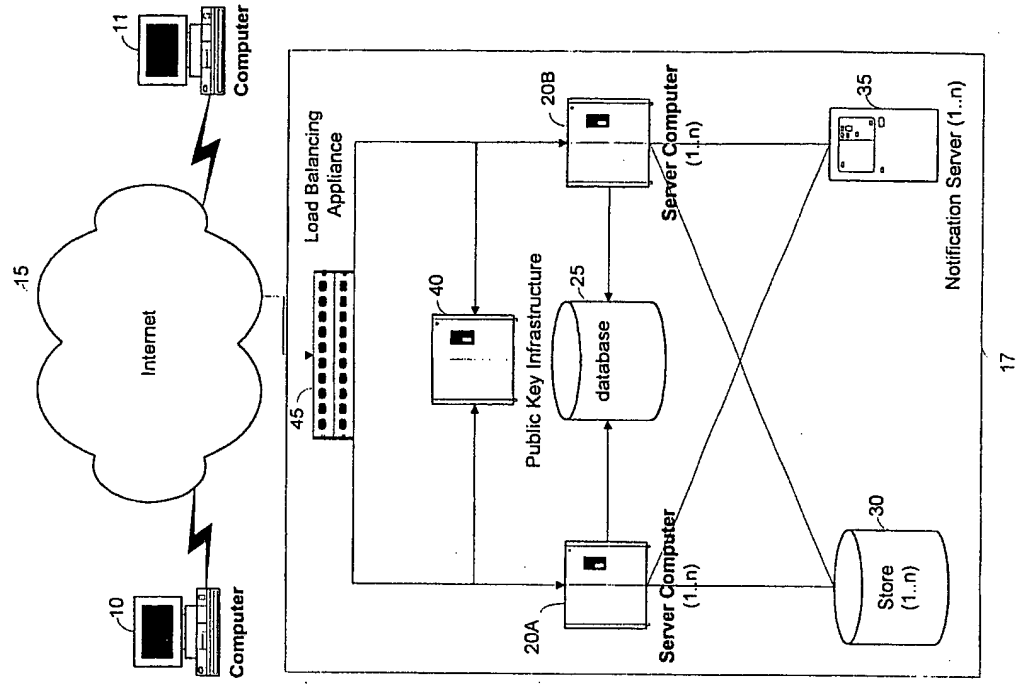 10
Computer
15
Internet
11
Computer
45
Load Balancing
Appliance
40
Public Key Infrastructure
20A
Server Computer
(1..n)
25
database
20B
Server Computer
(1..n)
30
Store
(1..n)
35
Notification Server (1..n)
17